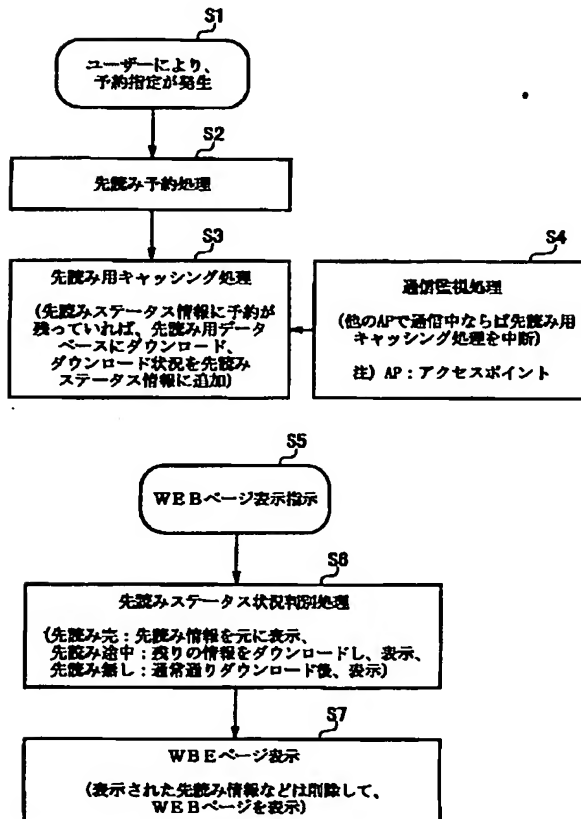 S1
ユーザーにより、
予約指定が発生
S2
先読み予約処理
S3
先読み用キャッシング処理
(先読みステータス情報に予約が
残っていれば、先読み用データ
ベースにダウンロード、
ダウンロード状況を先読み
ステータス情報に追加)
S4
通信監視処理
(他のAPで通信中ならば先読み用
キャッシング処理を中断)
注) AP:アクセスポイント
S5
WEBページ表示指示
S6
先読みステータス状況判別処理
(先読み完:先読み情報を元に表示、
先読み途中:残りの情報をダウンロードし、表示、
先読み無し:通常通りダウンロード後、表示)
S7
WBEページ表示
(表示された先読み情報などは削除して、
WEBページを表示)